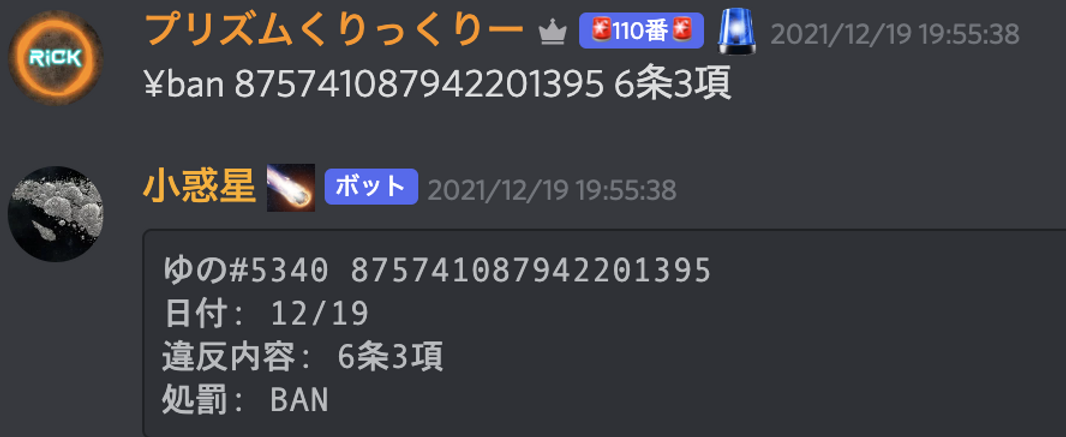 RiCK
プリズムくりっくりー 110番 2021/12/19 19:55:38
¥ban 875741087942201395 6条3項
小惑星 ボット 2021/12/19 19:55:38
ゆの#5340 875741087942201395
日付: 12/19
違反内容: 6条3項
処罰: BAN